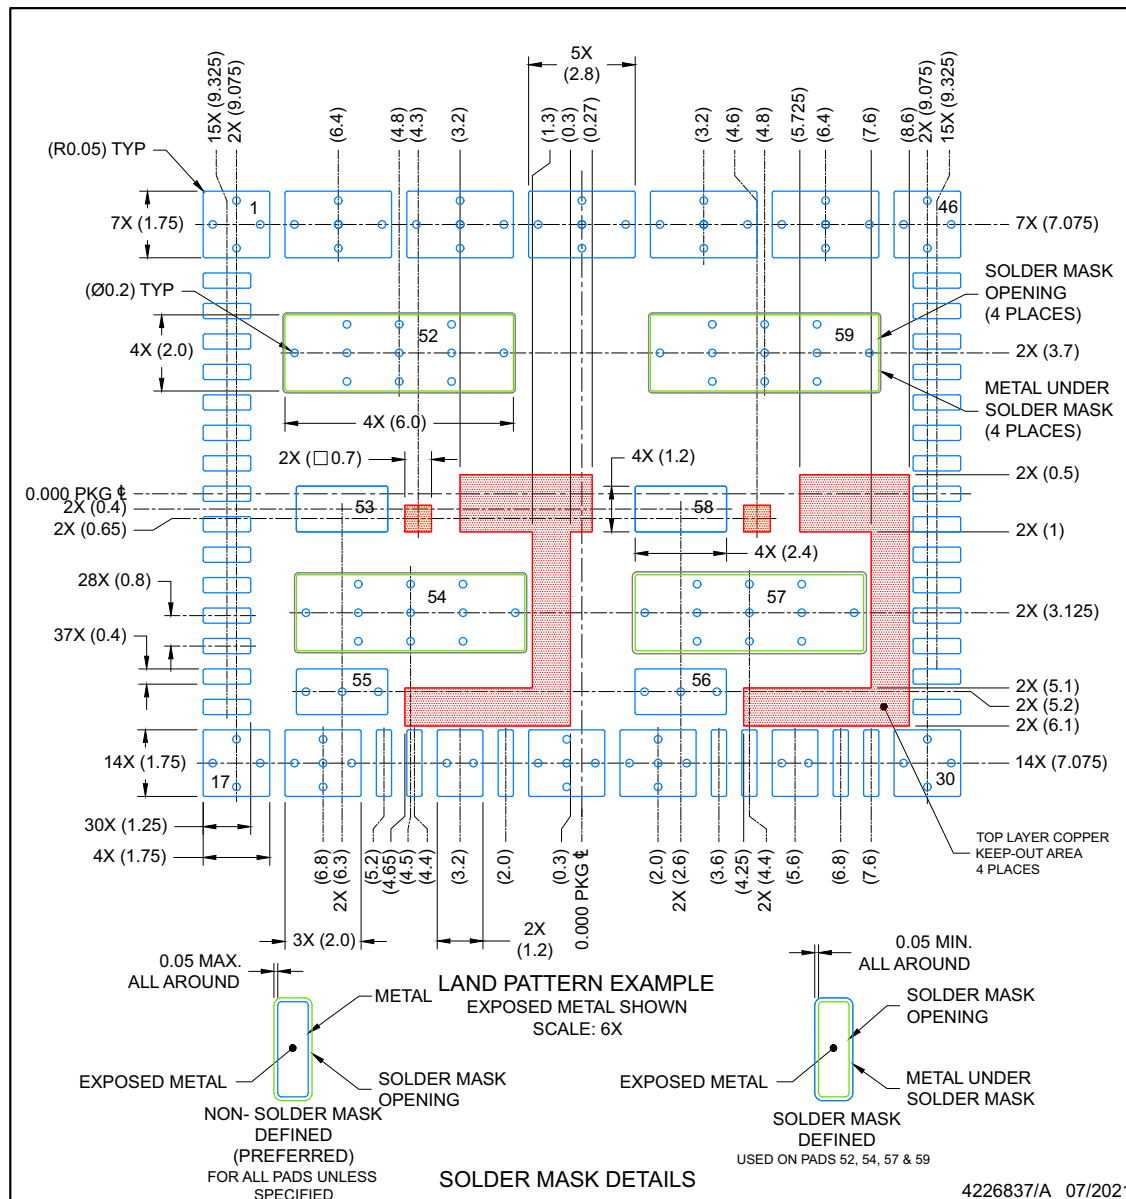 15X (9.325)
2X (9.075)
(6.4)
(4.8)
(4.3)
(3.2)
5X
(2.8)
(1.3)
(0.3)
(0.27)
(3.2)
(4.6)
(4.8)
(5.725)
(6.4)
(7.6)
(8.6)
2X (9.075)
15X (9.325)
(R0.05) TYP
1
46
7X (1.75)
7X (7.075)
(Ø0.2) TYP
SOLDER MASK
OPENING
(4 PLACES)
52
59
4X (2.0)
2X (3.7)
METAL UNDER
SOLDER MASK
(4 PLACES)
4X (6.0)
2X (□0.7)
4X (1.2)
2X (0.5)
0.000 PKG ℄
2X (0.4)
2X (0.65)
53
58
2X (1)
4X (2.4)
28X (0.8)
54
57
2X (3.125)
37X (0.4)
55
56
2X (5.1)
2X (5.2)
2X (6.1)
14X (1.75)
17
30
14X (7.075)
30X (1.25)
4X (1.75)
TOP LAYER COPPER
KEEP-OUT AREA
4 PLACES
(6.8)
2X (6.3)
(5.2)
(4.65)
(4.5)
(4.4)
(3.2)
(2.0)
(0.3)
0.000 PKG ℄
(2.0)
2X (2.6)
(3.6)
(4.25)
2X (4.4)
(5.6)
(6.8)
(7.6)
3X (2.0)
2X
(1.2)
0.05 MAX.
ALL AROUND
METAL
LAND PATTERN EXAMPLE
EXPOSED METAL SHOWN
SCALE: 6X
0.05 MIN.
ALL AROUND
SOLDER MASK
OPENING
EXPOSED METAL
SOLDER MASK
OPENING
EXPOSED METAL
METAL UNDER
SOLDER MASK
NON- SOLDER MASK
DEFINED
(PREFERRED)
FOR ALL PADS UNLESS
SPECIFIED
SOLDER MASK
DEFINED
USED ON PADS 52, 54, 57 & 59
SOLDER MASK DETAILS
4226837/A 07/2021